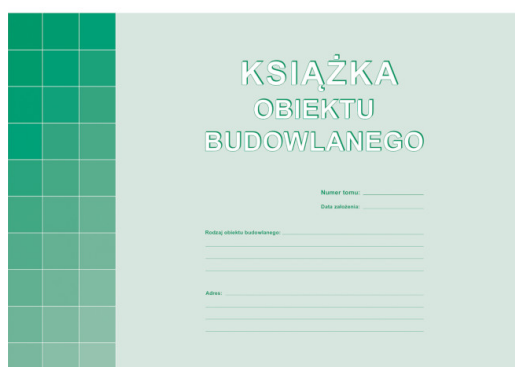 KSIĄŻKA
OBIEKTU
BUDOWLANEGO
Numer tomu:
Data założenia:
Rodzaj obiektu budowlanego:
Adres: